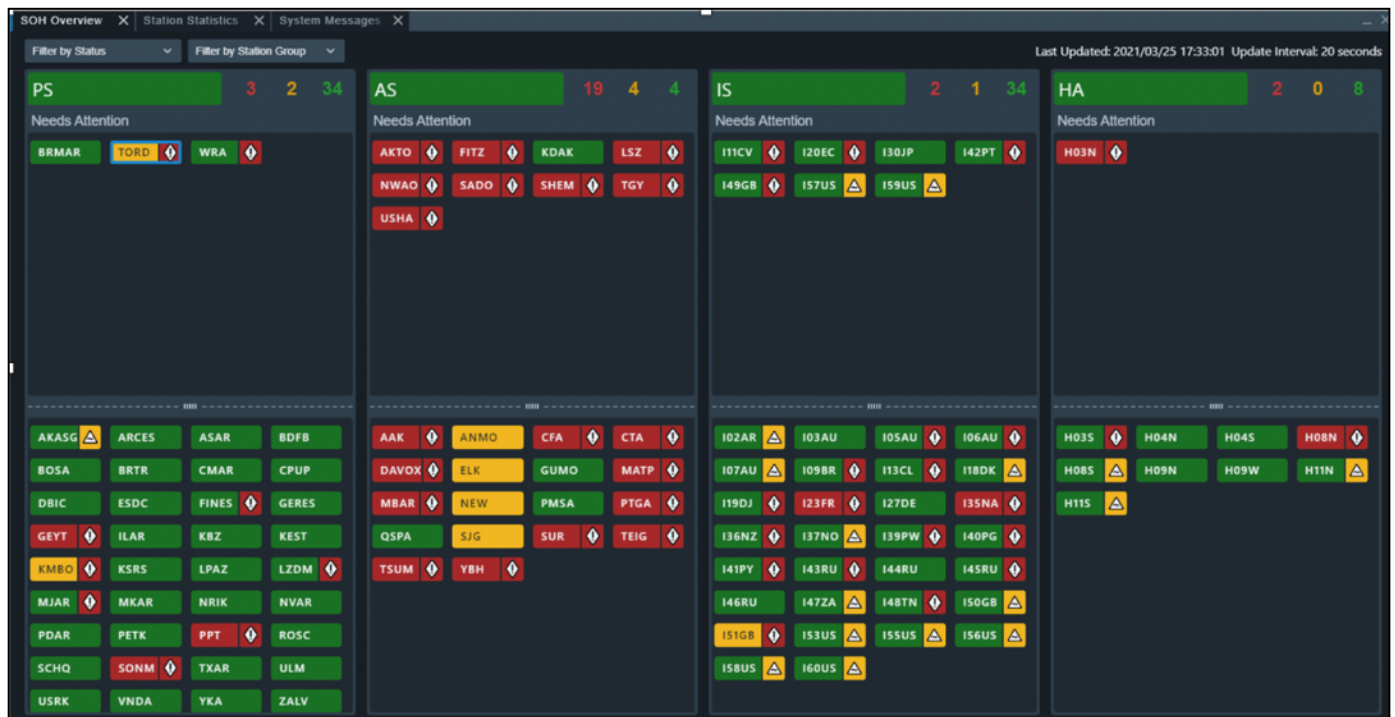 SOH Overview X Station Statistics X System Messages X
Filter by Status Filter by Station Group Last Updated: 2021/03/25 17:33:01 Update Interval: 20 seconds
PS 3 2 34
Needs Attention
BRMAR TORD WRA
AKASG ARCES ASAR BDFB
BOSA BRTR CMAR CPUP
DBIC ESDC FINES GERES
GEYT ILAR KBZ KEST
KMBO KSRS LPAZ LZDM
MJAR MKAR NRIK NVAR
PDAR PETK PPT ROSC
SCHQ SONM TXAR ULM
USRK VNDA YKA ZALV
AS 19 4 4
Needs Attention
AKTO FITZ KDAK LSZ
NWAO SADO SHEM TGY
USHA
AAK ANMO CFA CTA
DAVOX ELK GUMO MATP
MBAR NEW PMSA PTGA
QSPA SJG SUR TEIG
TSUM YBH
IS 2 1 34
Needs Attention
I11CV I20EC I30JP I42PT
I49GB I57US I59US
I02AR I03AU I05AU I06AU
I07AU I09BR I13CL I18DK
I19DJ I23FR I27DE I35NA
I36NZ I37NO I39PW I40PG
I41PY I43RU I44RU I45RU
I46RU I47ZA I48TN I50GB
I51GB I53US I55US I56US
I58US I60US
HA 2 0 8
Needs Attention
H03N
H03S H04N H04S H08N
H08S H09N H09W H11N
H11S